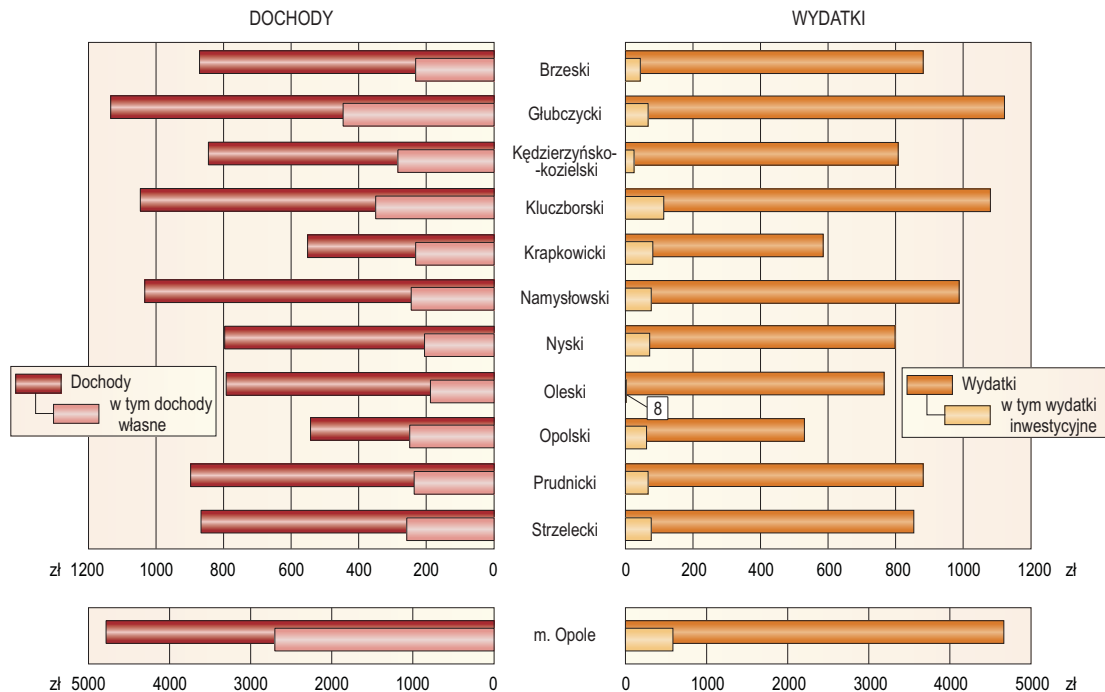 DOCHODY
WYDATKI
Brzeski
Głubczycki
Kędzierzyńsko-
-kozielski
Kluczborski
Krapkowicki
Namysłowski
Nyski
Oleski
Opolski
Prudnicki
Strzelecki
Dochody
w tym dochody
własne
8
Wydatki
w tym wydatki
inwestycyjne
zł 1200 1000 800 600 400 200 0
0 200 400 600 800 1000 1200 zł
m. Opole
zł 5000 4000 3000 2000 1000 0
0 1000 2000 3000 4000 5000 zł